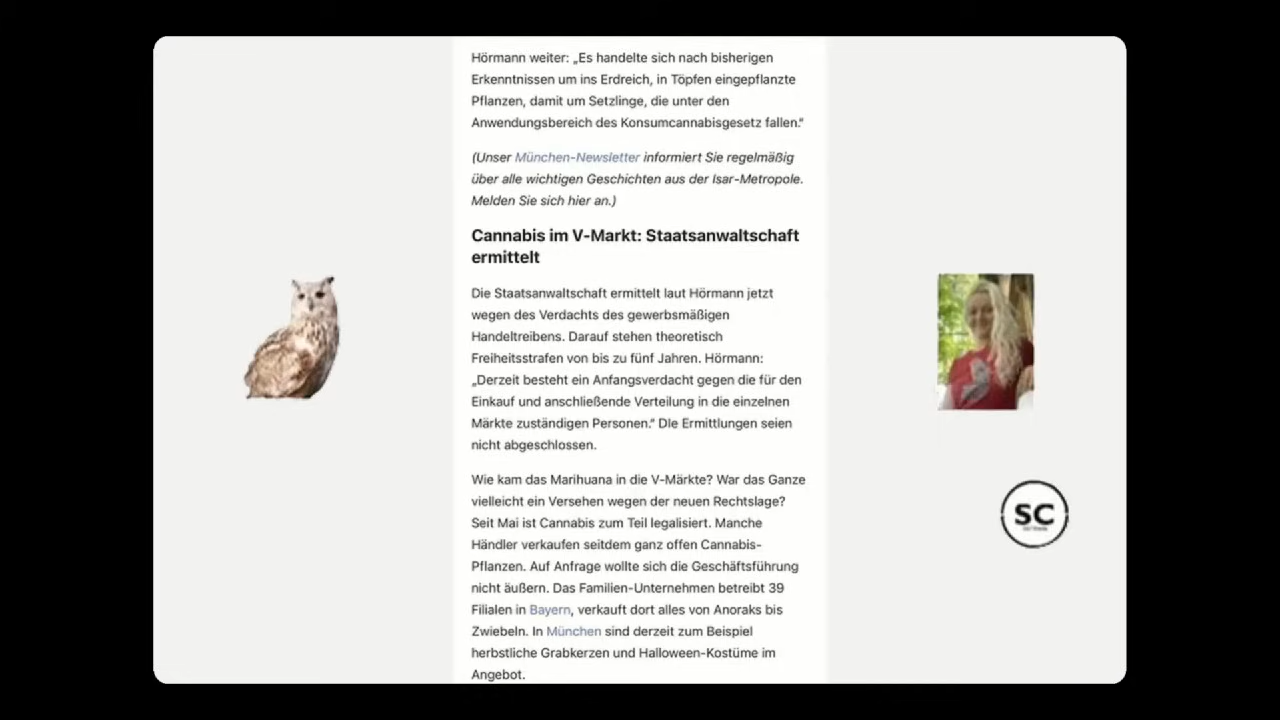 Hörmann weiter: „Es handelte sich nach bisherigen
Erkenntnissen um ins Erdreich, in Töpfen eingepflanzte
Pflanzen, damit um Setzlinge, die unter den
Anwendungsbereich des Konsumcannabisgesetz fallen.“
(Unser München-Newsletter informiert Sie regelmäßig
über alle wichtigen Geschichten aus der Isar-Metropole.
Melden Sie sich hier an.)
Cannabis im V-Markt: Staatsanwaltschaft
ermittelt
Die Staatsanwaltschaft ermittelt laut Hörmann jetzt
wegen des Verdachts des gewerbsmäßigen
Handeltreibens. Darauf stehen theoretisch
Freiheitsstrafen von bis zu fünf Jahren. Hörmann:
„Derzeit besteht ein Anfangsverdacht gegen die für den
Einkauf und anschließende Verteilung in die einzelnen
Märkte zuständigen Personen.“ DIe Ermittlungen seien
nicht abgeschlossen.
Wie kam das Marihuana in die V-Märkte? War das Ganze
vielleicht ein Versehen wegen der neuen Rechtslage?
Seit Mai ist Cannabis zum Teil legalisiert. Manche
Händler verkaufen seitdem ganz offen Cannabis-
Pflanzen. Auf Anfrage wollte sich die Geschäftsführung
nicht äußern. Das Familien-Unternehmen betreibt 39
Filialen in Bayern, verkauft dort alles von Anoraks bis
Zwiebeln. In München sind derzeit zum Beispiel
herbstliche Grabkerzen und Halloween-Kostüme im
Angebot.
SC